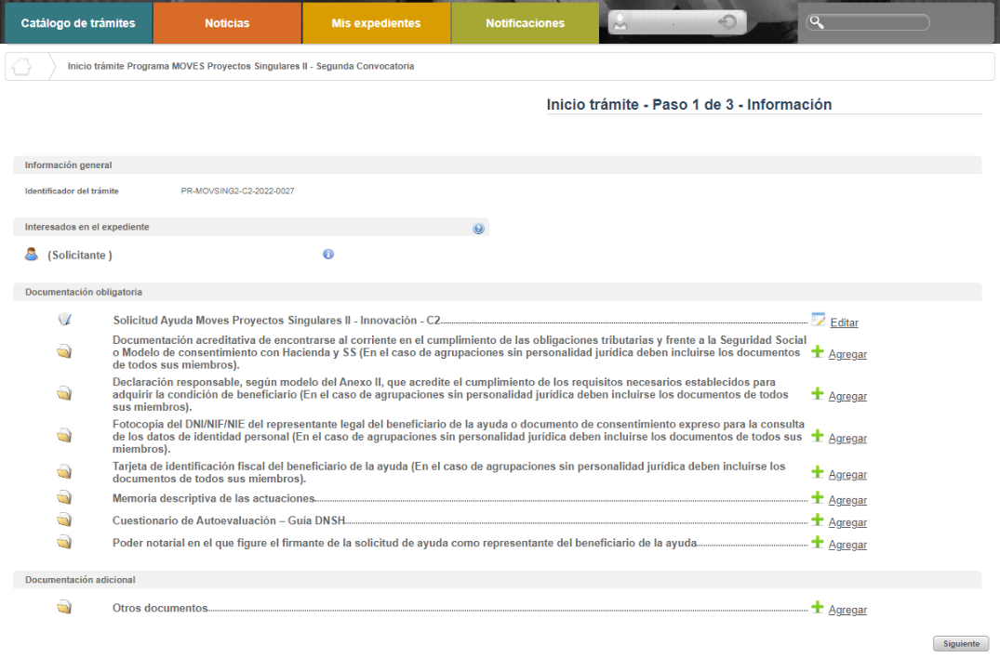 Catálogo de trámites
Noticias
Mis expedientes
Notificaciones
Inicio trámite Programa MOVES Proyectos Singulares II - Segunda Convocatoria
Inicio trámite - Paso 1 de 3 - Información
Información general
Identificador del trámite
PR-MOVSING2-C2-2022-0027
Interesados en el expediente
(Solicitante )
Documentación obligatoria
Solicitud Ayuda Moves Proyectos Singulares II - Innovación - C2
Editar
Documentación acreditativa de encontrarse al corriente en el cumplimiento de las obligaciones tributarias y frente a la Seguridad Social
o Modelo de consentimiento con Hacienda y SS (En el caso de agrupaciones sin personalidad jurídica deben incluirse los documentos
de todos sus miembros).
Agregar
Declaración responsable, según modelo del Anexo II, que acredite el cumplimiento de los requisitos necesarios establecidos para
adquirir la condición de beneficiario (En el caso de agrupaciones sin personalidad jurídica deben incluirse los documentos de todos
sus miembros).
Agregar
Fotocopia del DNI/NIF/NIE del representante legal del beneficiario de la ayuda o documento de consentimiento expreso para la consulta
de los datos de identidad personal (En el caso de agrupaciones sin personalidad jurídica deben incluirse los documentos de todos sus
miembros).
Agregar
Tarjeta de identificación fiscal del beneficiario de la ayuda (En el caso de agrupaciones sin personalidad jurídica deben incluirse los
documentos de todos sus miembros).
Agregar
Memoria descriptiva de las actuaciones
Agregar
Cuestionario de Autoevaluación – Guía DNSH
Agregar
Poder notarial en el que figure el firmante de la solicitud de ayuda como representante del beneficiario de la ayuda
Agregar
Documentación adicional
Otros documentos
Agregar
Siguiente